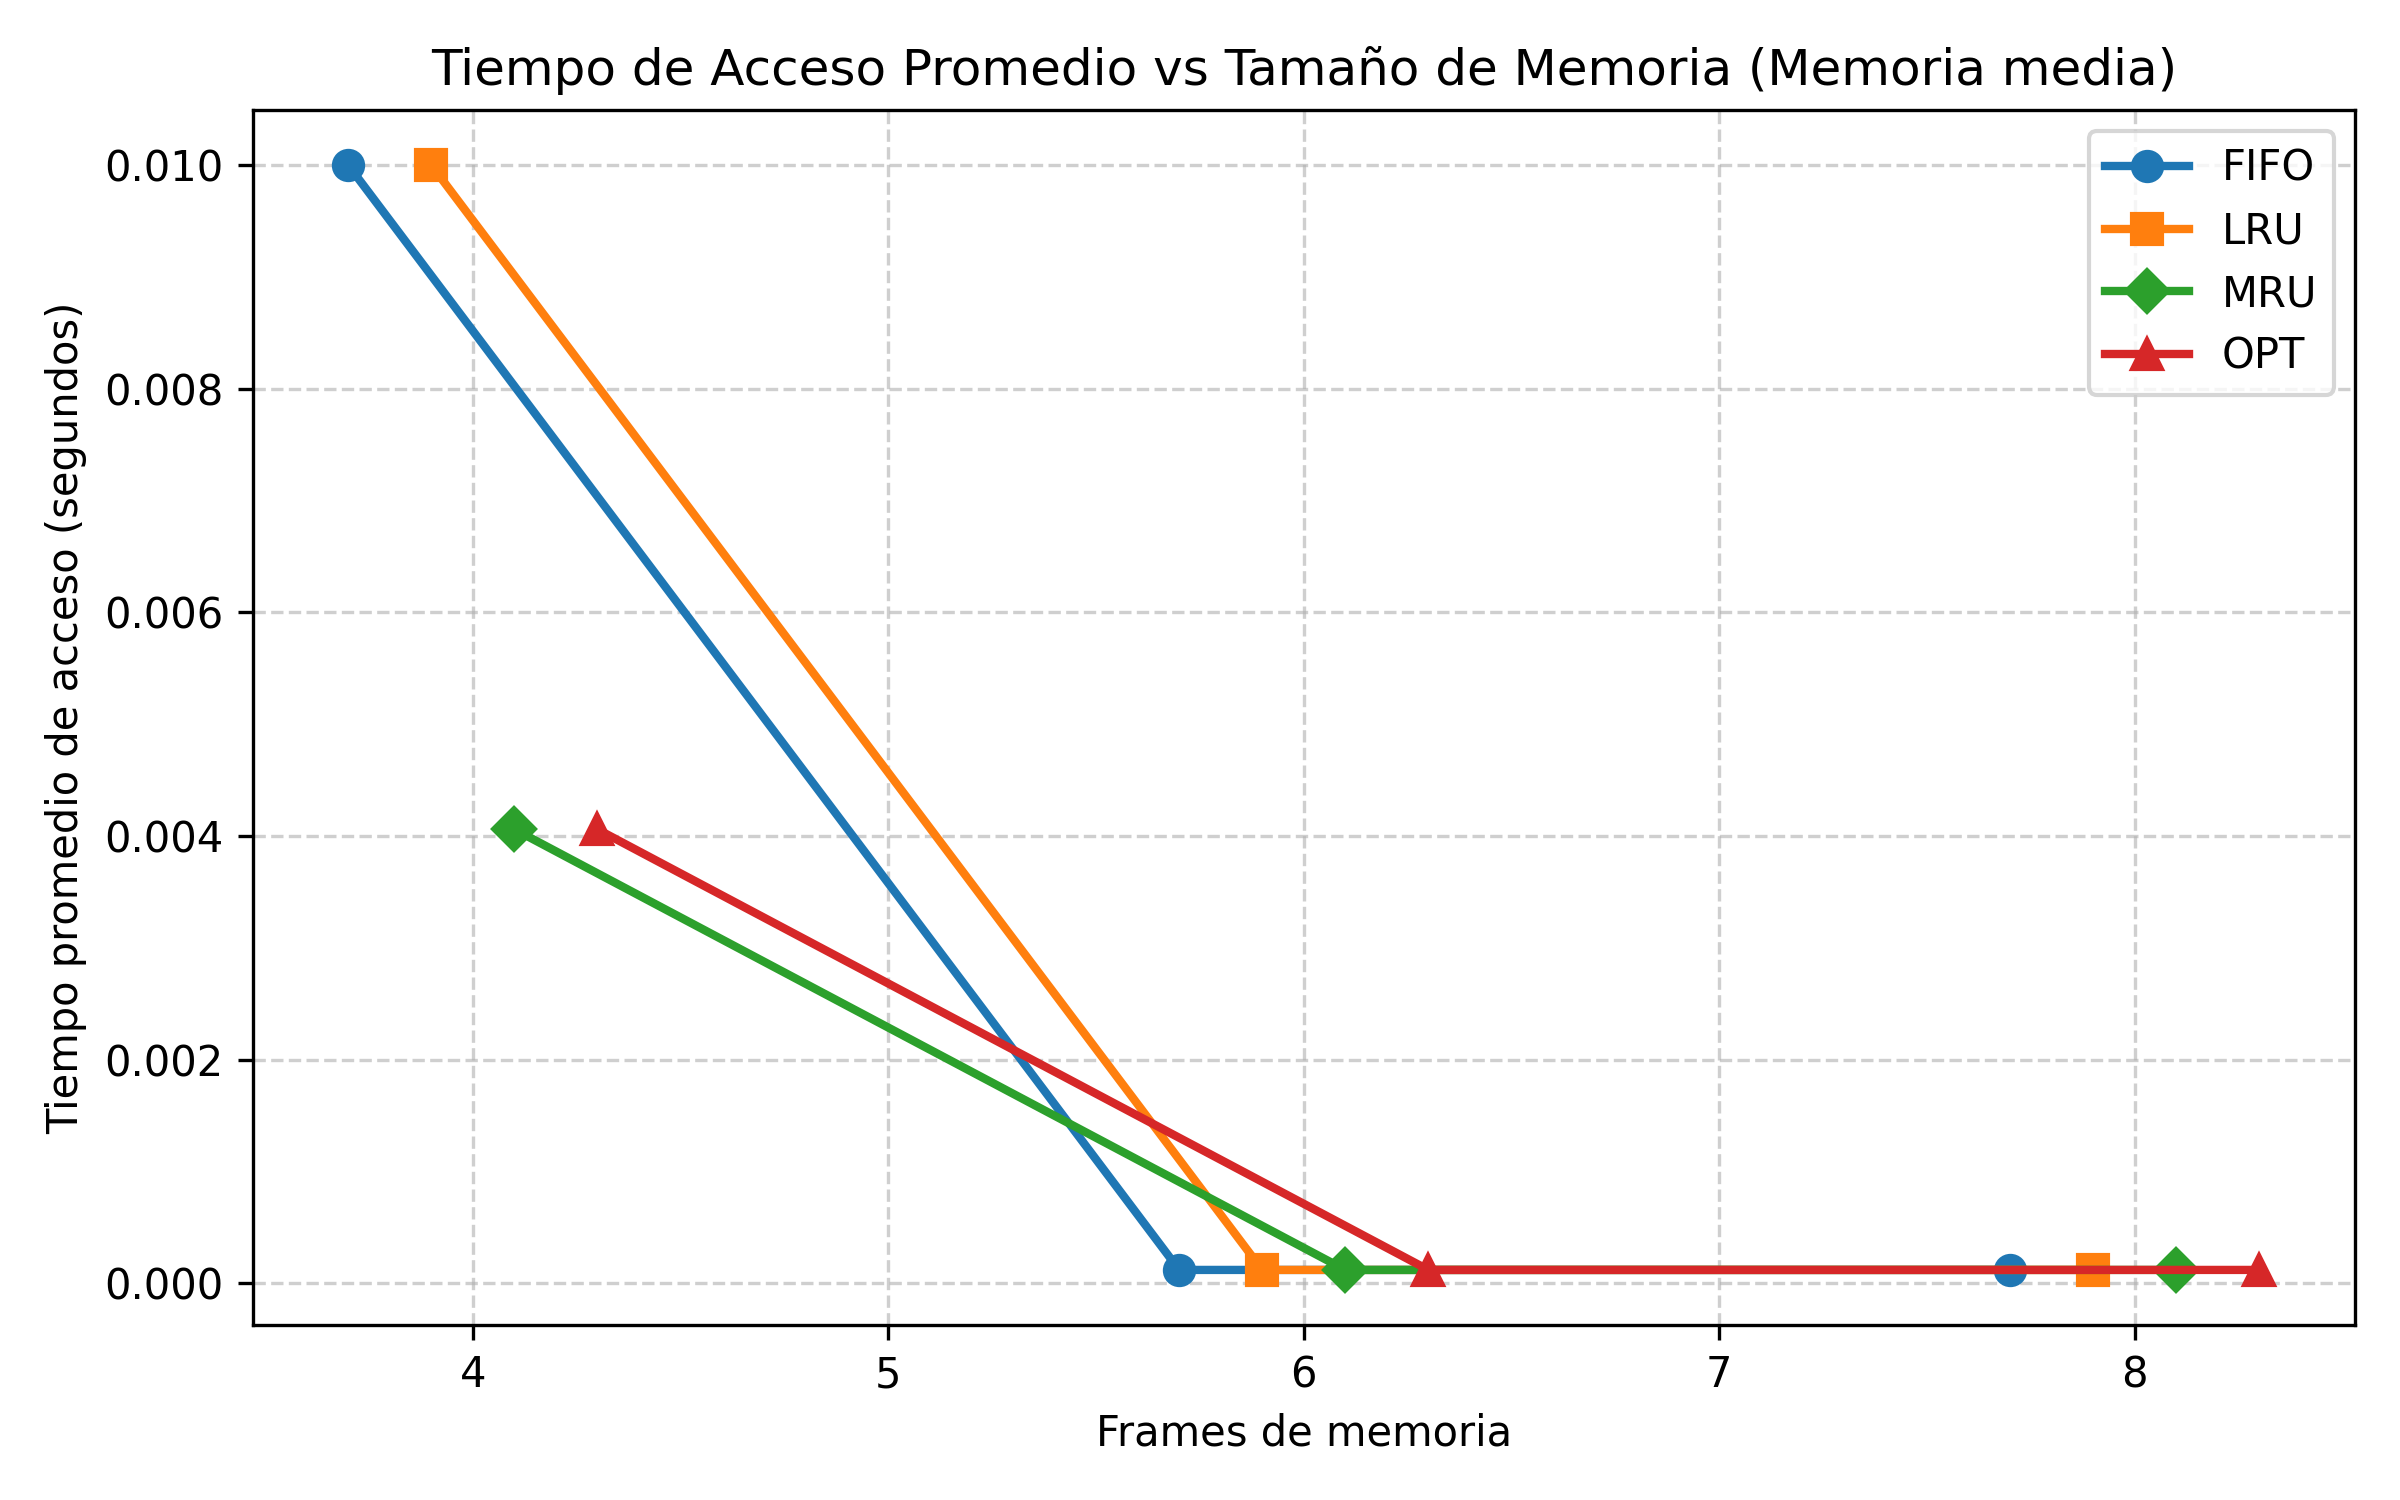 Tiempo de Acceso Promedio vs Tamaño de Memoria (Memoria media)
Tiempo promedio de acceso (segundos)
0.010
0.008
0.006
0.004
0.002
0.000
FIFO
LRU
MRU
OPT
4 5 6 7 8
Frames de memoria